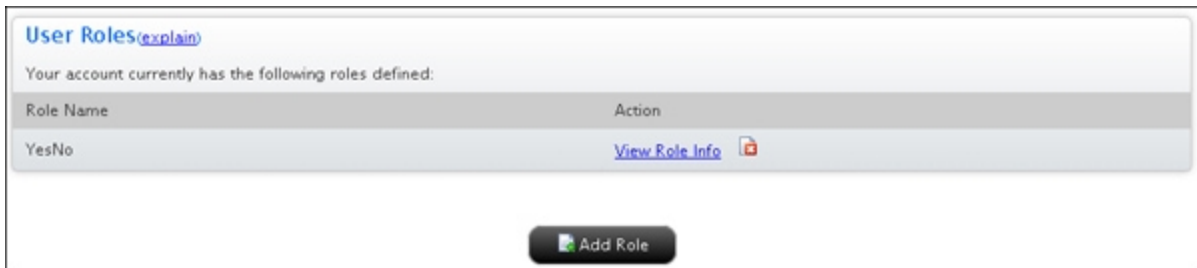 User Roles(explain)
Your account currently has the following roles defined:
Role Name Action
YesNo View Role Info
Add Role